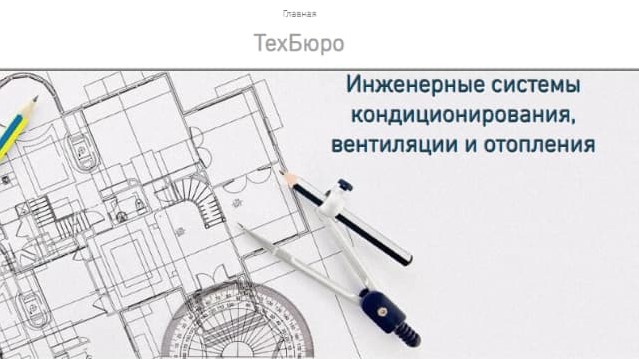 Главная
ТехБюро
Инженерные системы
кондиционирования,
вентиляции и отопления